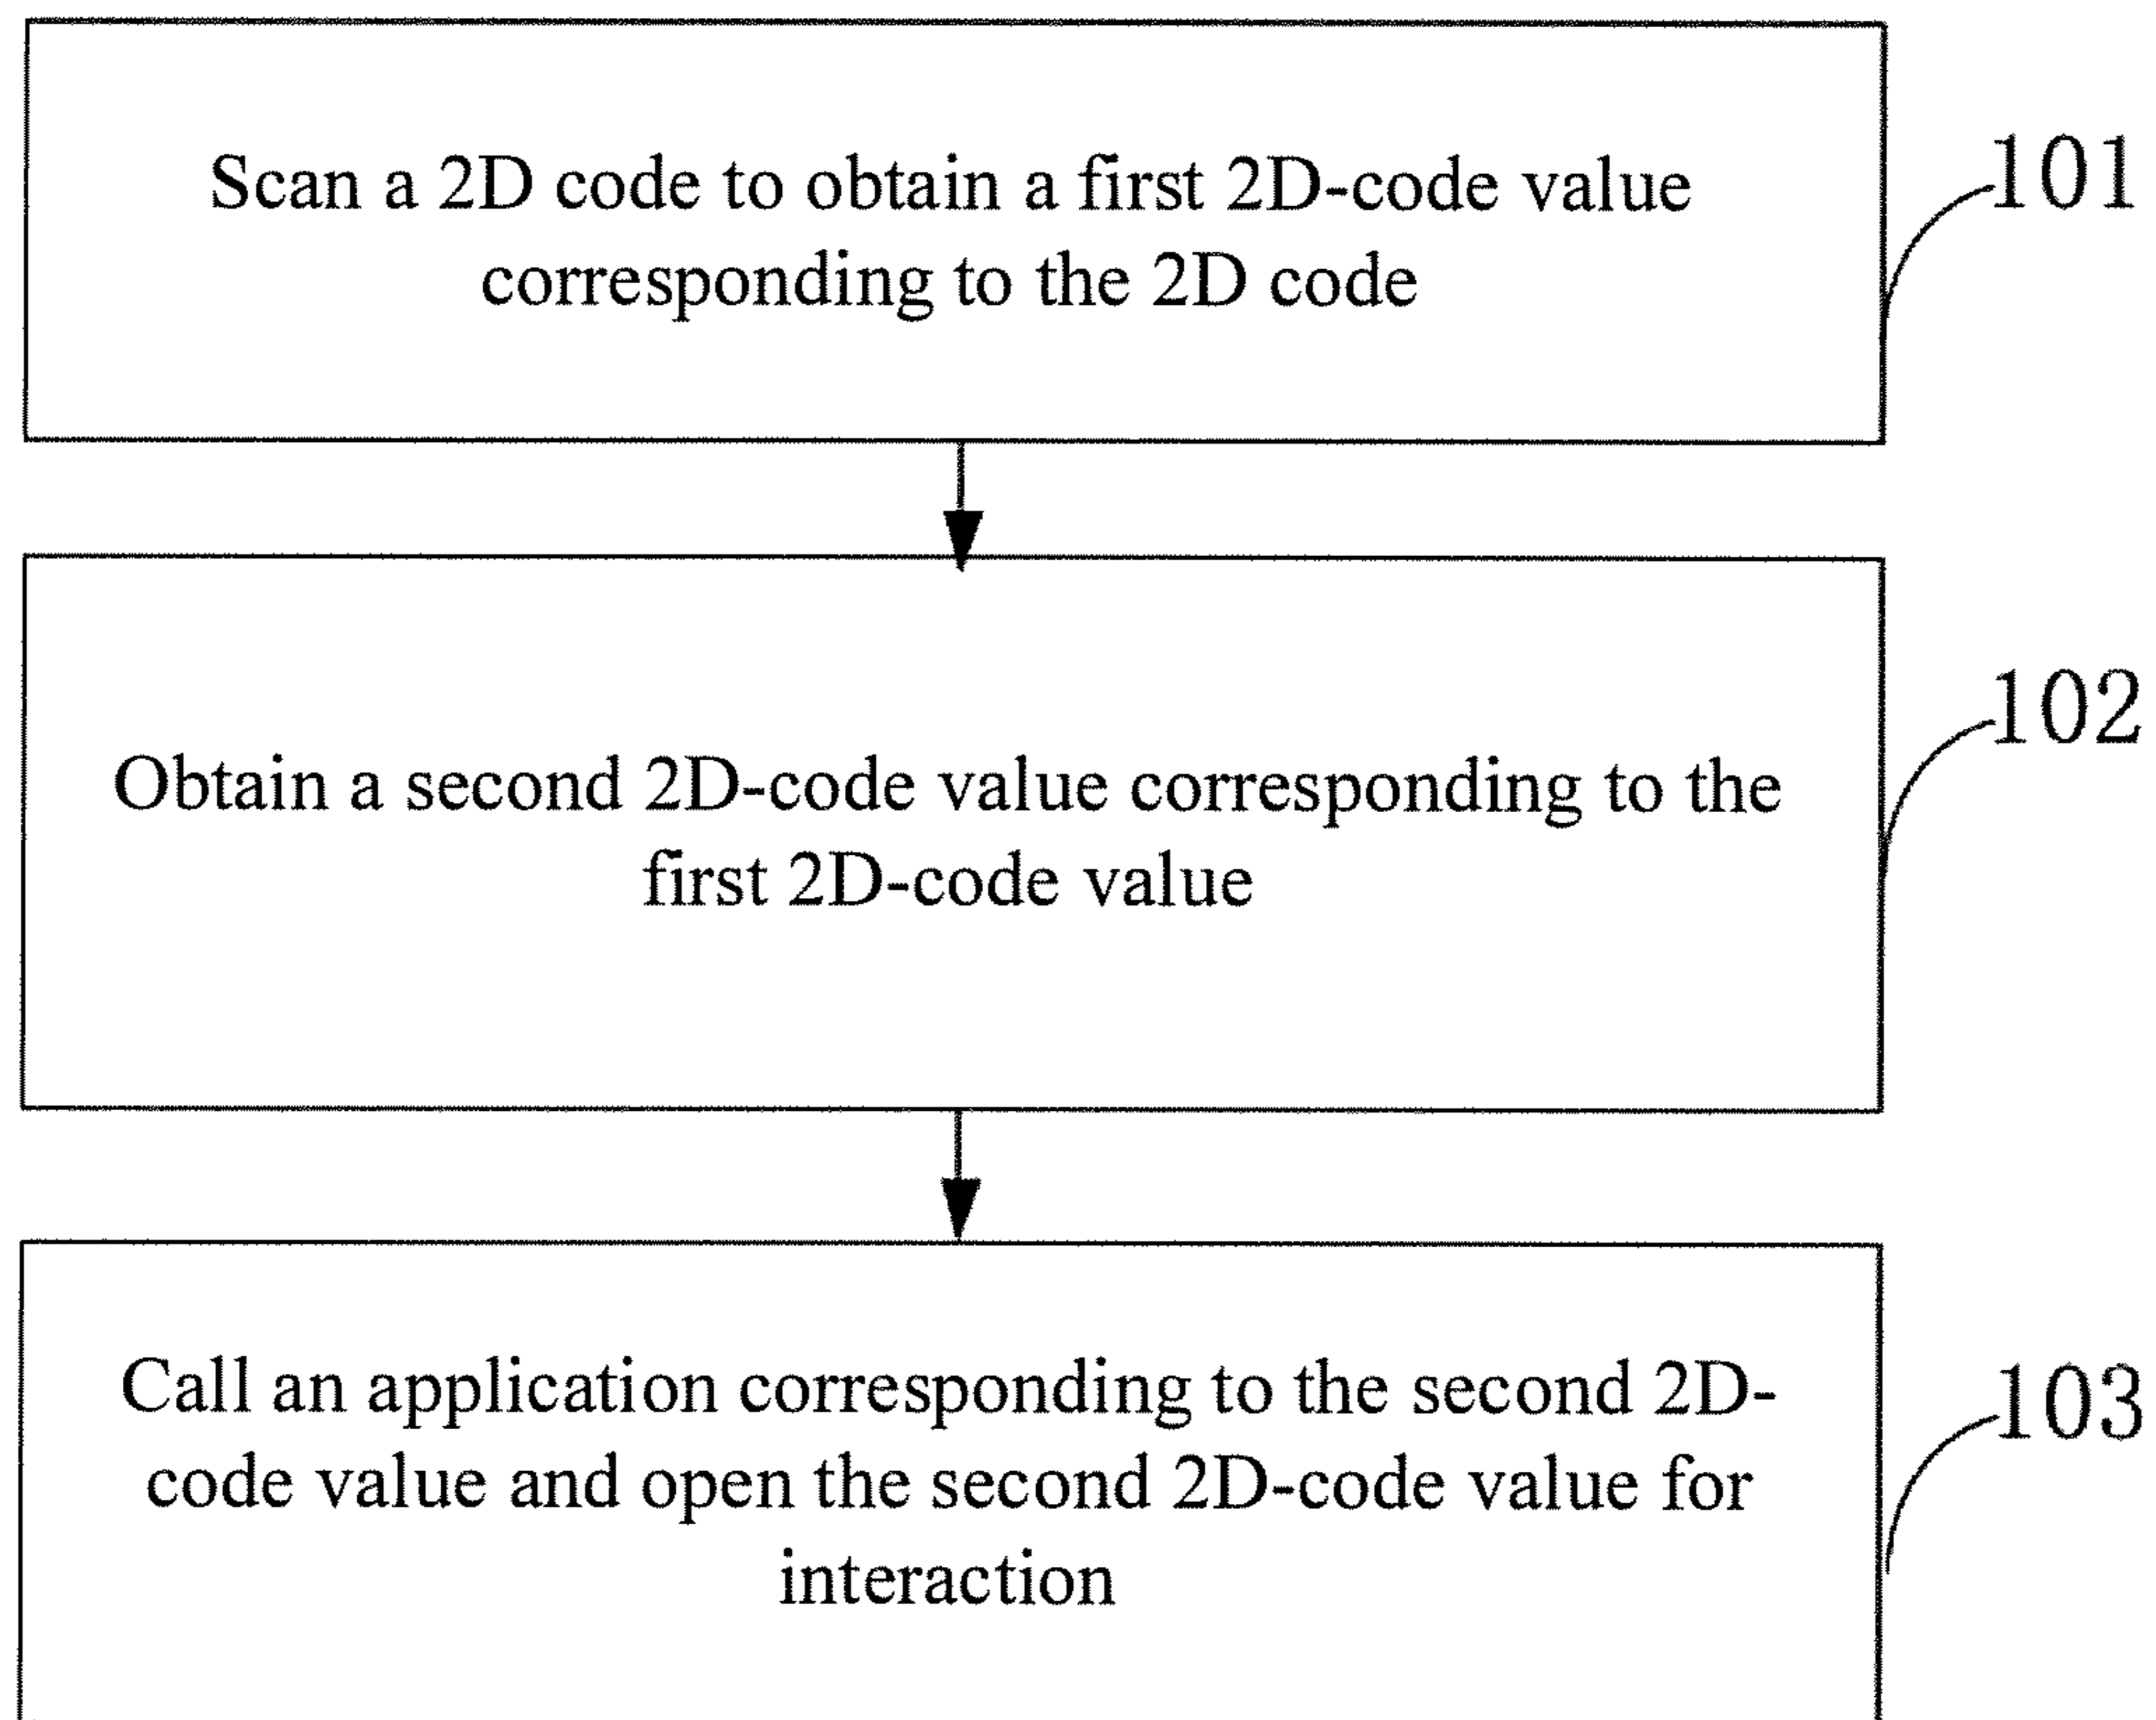 Scan a 2D code to obtain a first 2D-code value
corresponding to the 2D code
101
Obtain a second 2D-code value corresponding to the
first 2D-code value
102
Call an application corresponding to the second 2D-
code value and open the second 2D-code value for
interaction
103